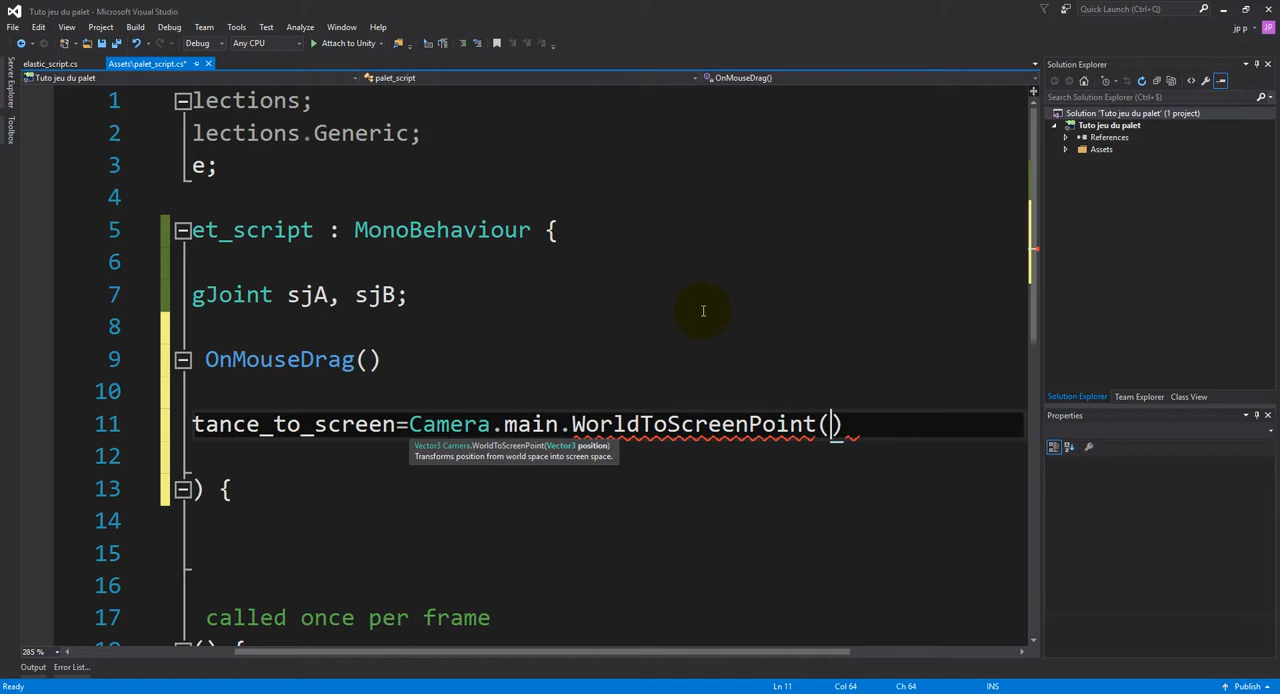 Tuto jeu du palet - Microsoft Visual Studio
Quick Launch (Ctrl+Q)
File Edit View Project Build Debug Team Tools Test Analyze Window Help
jp p JP
Debug Any CPU Attach to Unity
Server Explorer
Toolbox
elastic_script.cs Assets\palet_script.cs*
Tuto jeu du palet palet_script OnMouseDrag()
1 lections;
2 lections.Generic;
3 e;
4
5 et_script : MonoBehaviour {
6
7 gJoint sjA, sjB;
8
9 OnMouseDrag()
10
11 tance_to_screen=Camera.main.WorldToScreenPoint()
Vector3 Camera.WorldToScreenPoint(Vector3 position)
Transforms position from world space into screen space.
12
13 ) {
14
15
16
17 called once per frame
() {
285 %
Solution Explorer
Search Solution Explorer (Ctrl+$)
Solution 'Tuto jeu du palet' (1 project)
Tuto jeu du palet
References
Assets
Solution Explorer Team Explorer Class View
Properties
Output Error List...
Ready Ln 11 Col 64 Ch 64 INS Publish